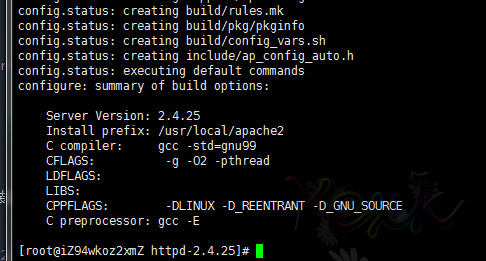 config.status: creating build/rules.mk
config.status: creating build/pkg/pkginfo
config.status: creating build/config_vars.sh
config.status: creating include/ap_config_auto.h
config.status: executing default commands
configure: summary of build options:
Server Version: 2.4.25
Install prefix: /usr/local/apache2
C compiler: gcc -std=gnu99
CFLAGS: -g -O2 -pthread
LDFLAGS:
LIBS:
CPPFLAGS: -DLINUX -D_REENTRANT -D_GNU_SOURCE
C preprocessor: gcc -E
[root@iZ94wkoz2xmZ httpd-2.4.25]#